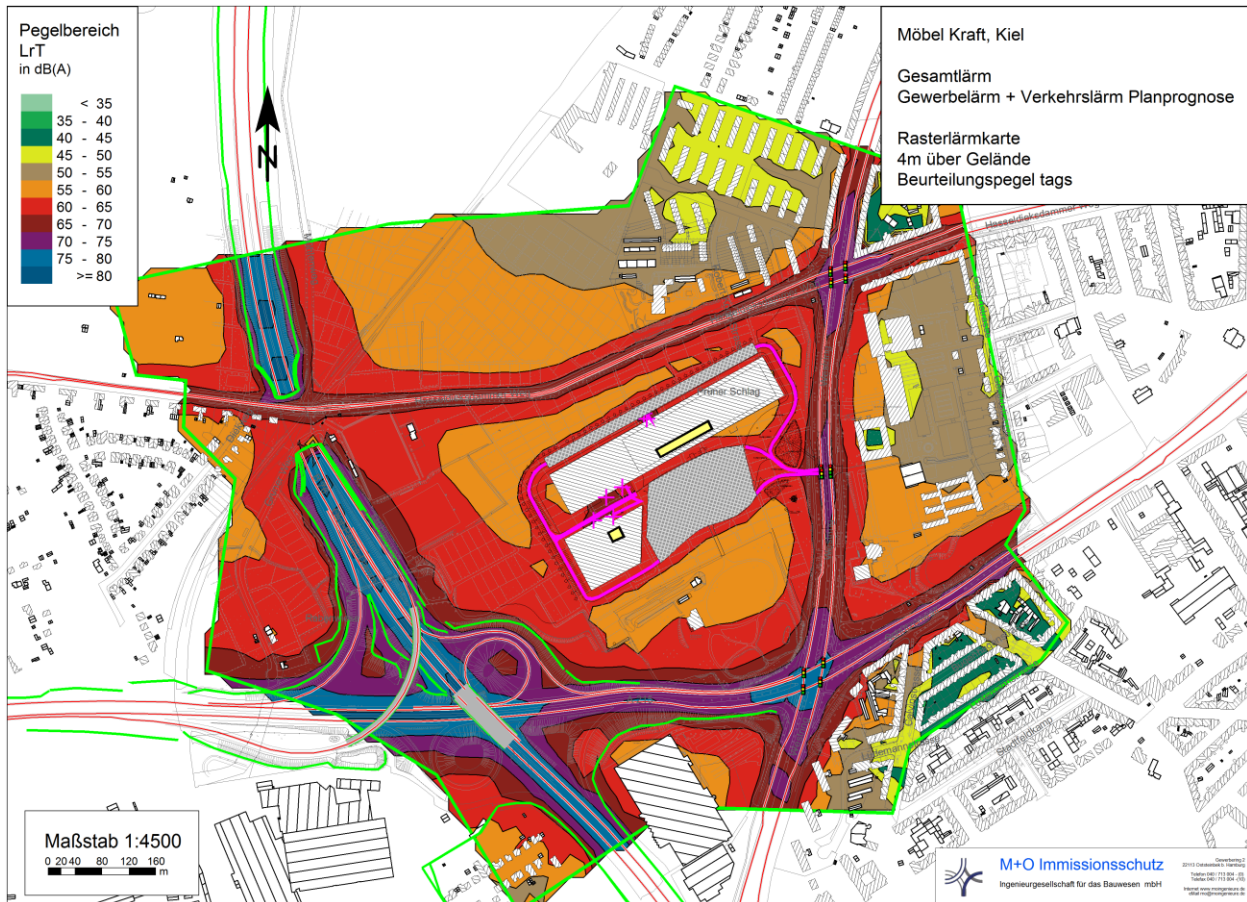 Pegelbereich
LrT
in dB(A)
< 35
35 - 40
40 - 45
45 - 50
50 - 55
55 - 60
60 - 65
65 - 70
70 - 75
75 - 80
>= 80
N
Möbel Kraft, Kiel
Gesamtlärm
Gewerbelärm + Verkehrslärm Planprognose
Rasterlärmkarte
4m über Gelände
Beurteilungspegel tags
Hasseldieksdammer Weg
Maßstab 1:4500
0 20 40 80 120 160
m
M+O Immissionsschutz
Ingenieurgesellschaft für das Bauwesen mbH